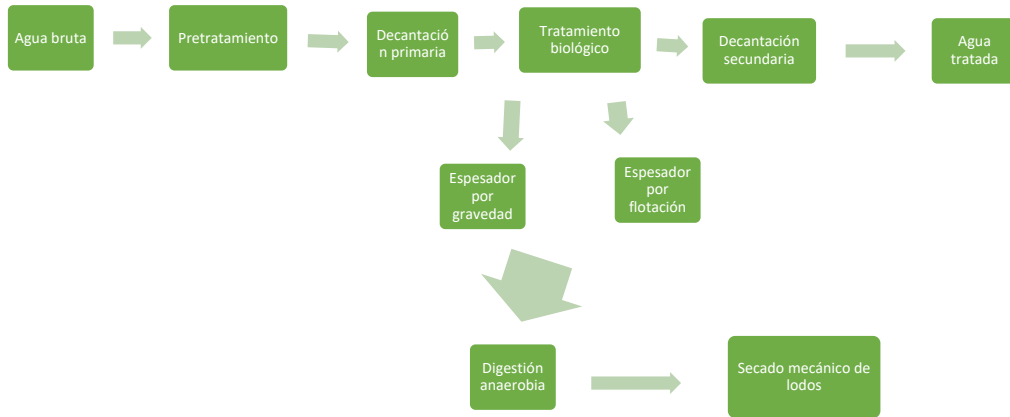 Agua bruta
Pretratamiento
Decantació
n primaria
Tratamiento
biológico
Decantación
secundaria
Agua
tratada
Espesador
por
gravedad
Espesador
por
flotación
Digestión
anaerobia
Secado mecánico de
lodos